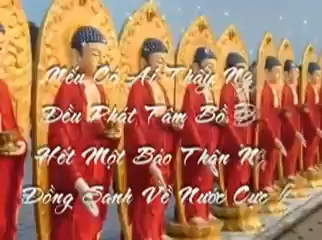 Nếu Có Ai Thấy
Đều Phát Tâm Bồ
Hết Một Báo Thân
Đồng Sanh Về Nước Cực